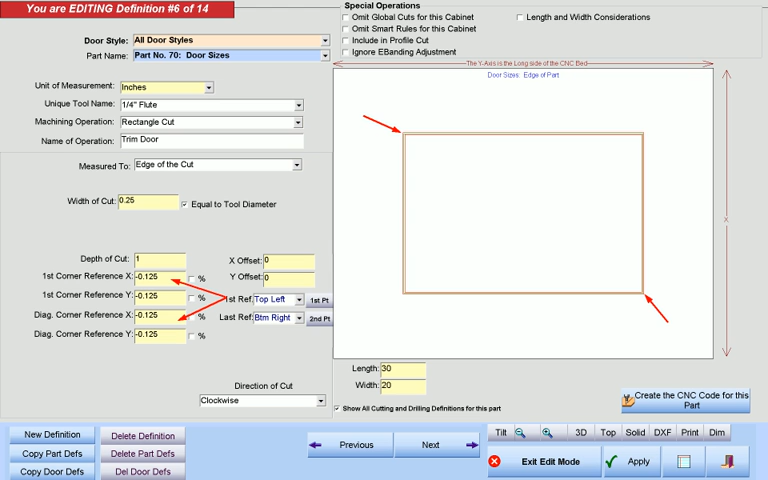 You are EDITING Definition #6 of 14
Special Operations
Omit Global Cuts for this Cabinet
Length and Width Considerations
Omit Smart Rules for this Cabinet
Include in Profile Cut
Ignore EBanding Adjustment
Door Style: All Door Styles
Part Name: Part No. 70: Door Sizes
The Y-Axis is the Long side of the CNC Bed
Door Sizes: Edge of Part
Unit of Measurement: Inches
Unique Tool Name: 1/4" Flute
Machining Operation: Rectangle Cut
Name of Operation: Trim Door
Measured To: Edge of the Cut
Width of Cut: 0.25
Equal to Tool Diameter
X
Depth of Cut: 1
X Offset: 0
1st Corner Reference X: -0.125 %
Y Offset: 0
1st Corner Reference Y: -0.125 %
1st Ref: Top Left 1st Pt
Diag. Corner Reference X: -0.125 %
Last Ref: Btm Right 2nd Pt
Diag. Corner Reference Y: -0.125 %
Length: 30
Width: 20
Direction of Cut
Clockwise
Show All Cutting and Drilling Definitions for this part
Create the CNC Code for this
Part
New Definition
Delete Definition
Copy Part Defs
Delete Part Defs
Copy Door Defs
Del Door Defs
Previous
Next
Tilt
3D
Top
Solid
DXF
Print
Dim
Exit Edit Mode
Apply